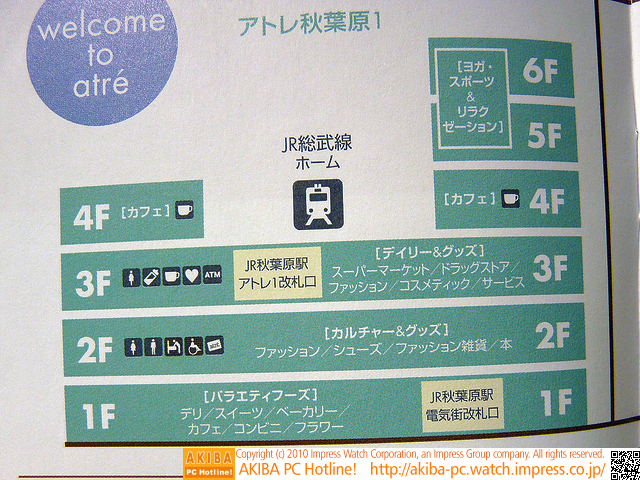 welcome
to
atré
アトレ秋葉原1
[ヨガ・
スポーツ
&
リラク
ゼーション]
6F
5F
JR総武線
ホーム
4F [カフェ]
[カフェ] 4F
3F
ATM
JR秋葉原駅
アトレ1改札口
[デイリー&グッズ]
スーパーマーケット/ドラッグストア/
ファッション/コスメティック/サービス
3F
2F
[カルチャー&グッズ]
ファッション/シューズ/ファッション雑貨/本
2F
1F
[バラエティフーズ]
デリ/スイーツ/ベーカリー/
カフェ/コンビニ/フラワー
JR秋葉原駅
電気街改札口
1F
AKIBA
PC Hotline!
Copyright (c) 2010 Impress Watch Corporation, an Impress Group company. All rights reserved.
AKIBA PC Hotline! http://akiba-pc.watch.impress.co.jp/